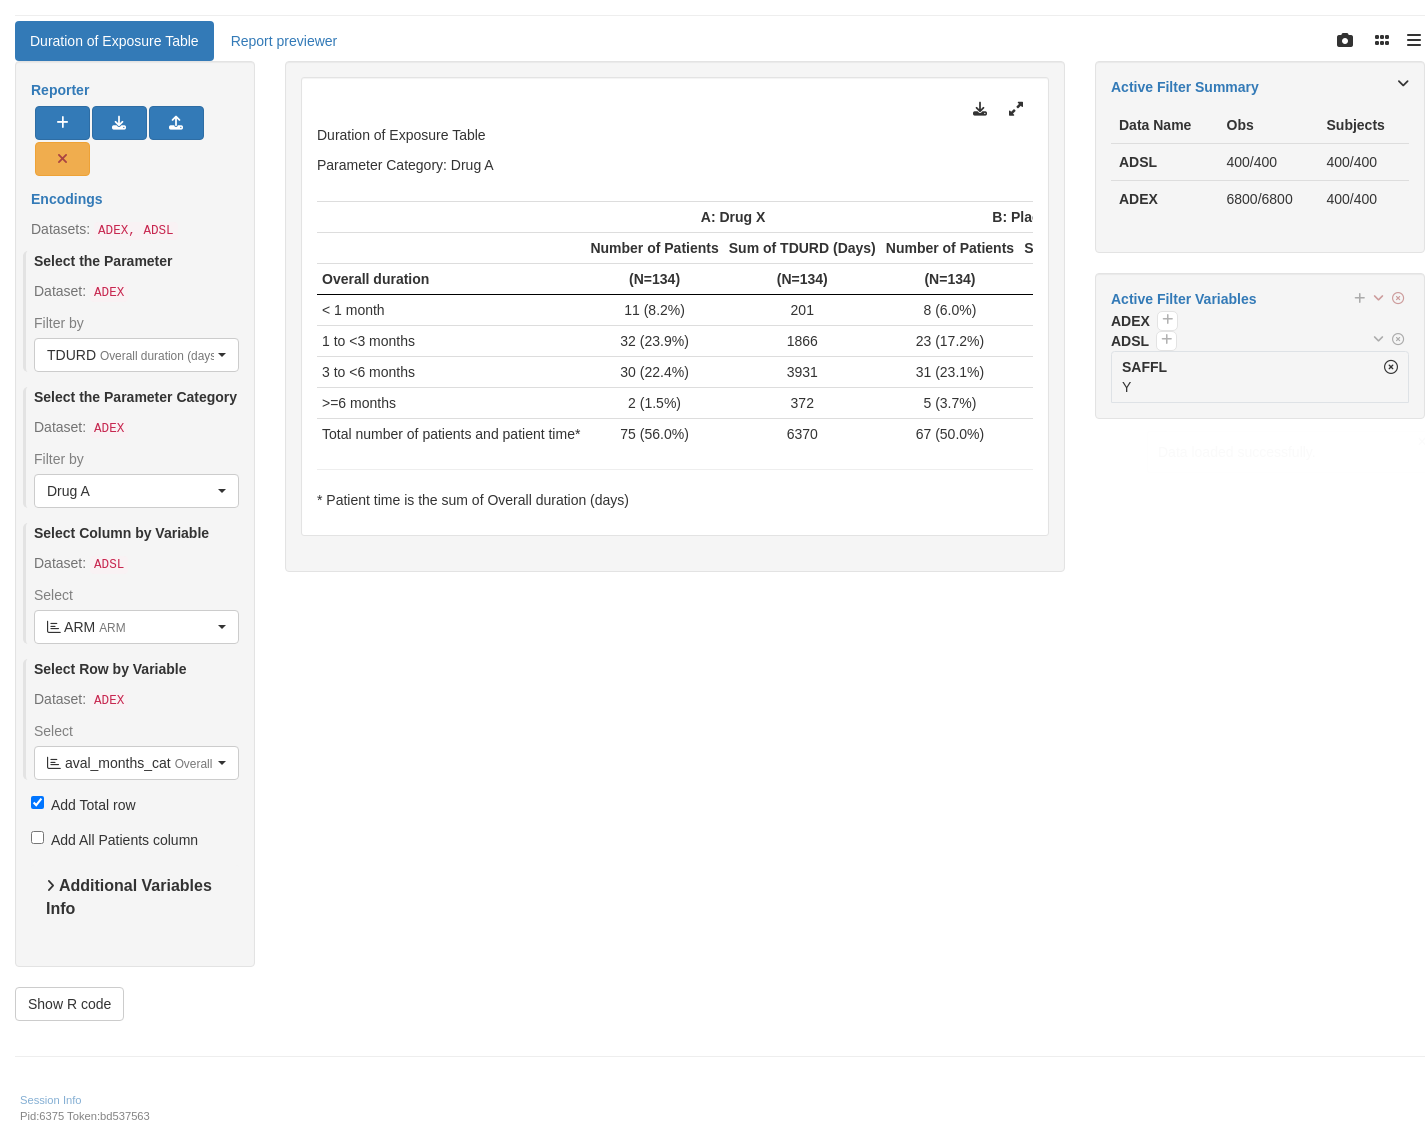 Duration of Exposure Table
Report previewer
Reporter
Encodings
Datasets: ADEX, ADSL
Select the Parameter
Dataset: ADEX
Filter by
TDURD Overall duration (days
Select the Parameter Category
Dataset: ADEX
Filter by
Drug A
Select Column by Variable
Dataset: ADSL
Select
ARM ARM
Select Row by Variable
Dataset: ADEX
Select
aval_months_cat Overall
Add Total row
Add All Patients column
Additional Variables
Info
Show R code
Duration of Exposure Table
Parameter Category: Drug A
A: Drug X B: Pla
Number of Patients Sum of TDURD (Days) Number of Patients S
Overall duration (N=134) (N=134) (N=134)
< 1 month 11 (8.2%) 201 8 (6.0%)
1 to <3 months 32 (23.9%) 1866 23 (17.2%)
3 to <6 months 30 (22.4%) 3931 31 (23.1%)
>=6 months 2 (1.5%) 372 5 (3.7%)
Total number of patients and patient time* 75 (56.0%) 6370 67 (50.0%)
* Patient time is the sum of Overall duration (days)
Active Filter Summary
Data Name Obs Subjects
ADSL 400/400 400/400
ADEX 6800/6800 400/400
Active Filter Variables
ADEX
ADSL
SAFFL
Y
Session Info
Pid:6375 Token:bd537563